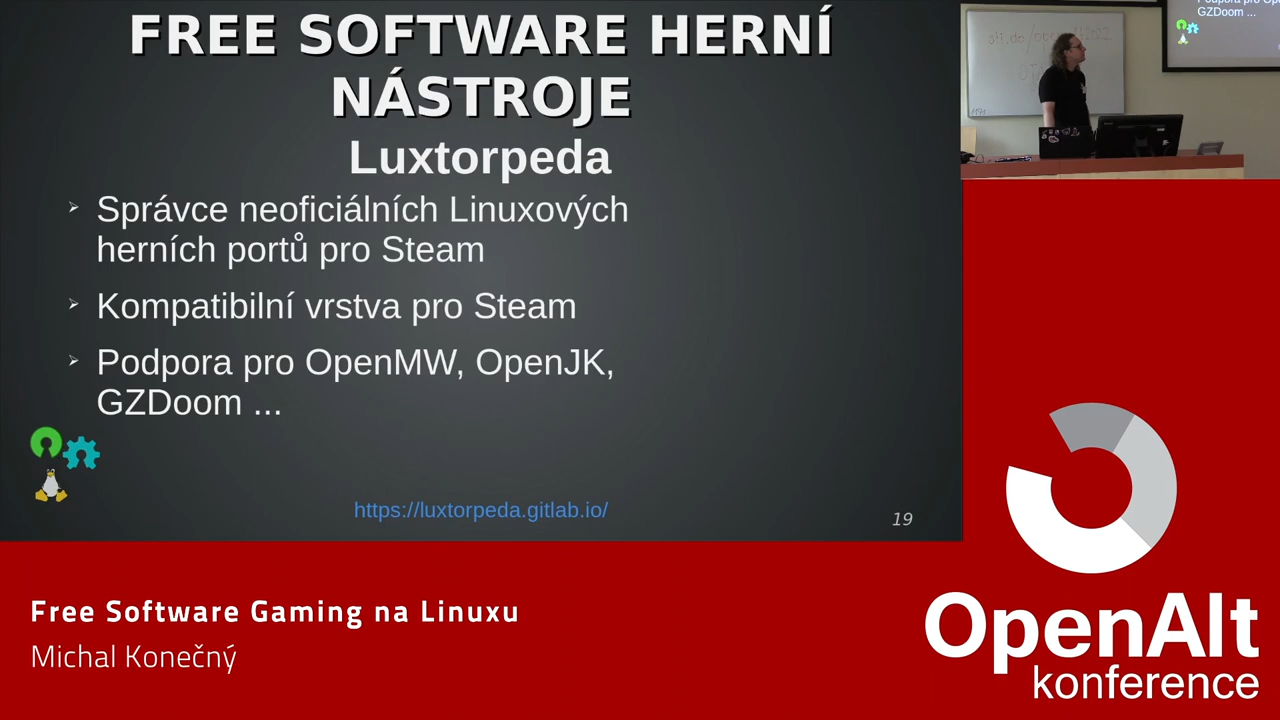 FREE SOFTWARE HERNÍ
NÁSTROJE
Luxtorpeda
Správce neoficiálních Linuxových
herních portů pro Steam
Kompatibilní vrstva pro Steam
Podpora pro OpenMW, OpenJK,
GZDoom ...
https://luxtorpeda.gitlab.io/
19
GZDoom ...
Free Software Gaming na Linuxu
Michal Konečný
OpenAlt
konference